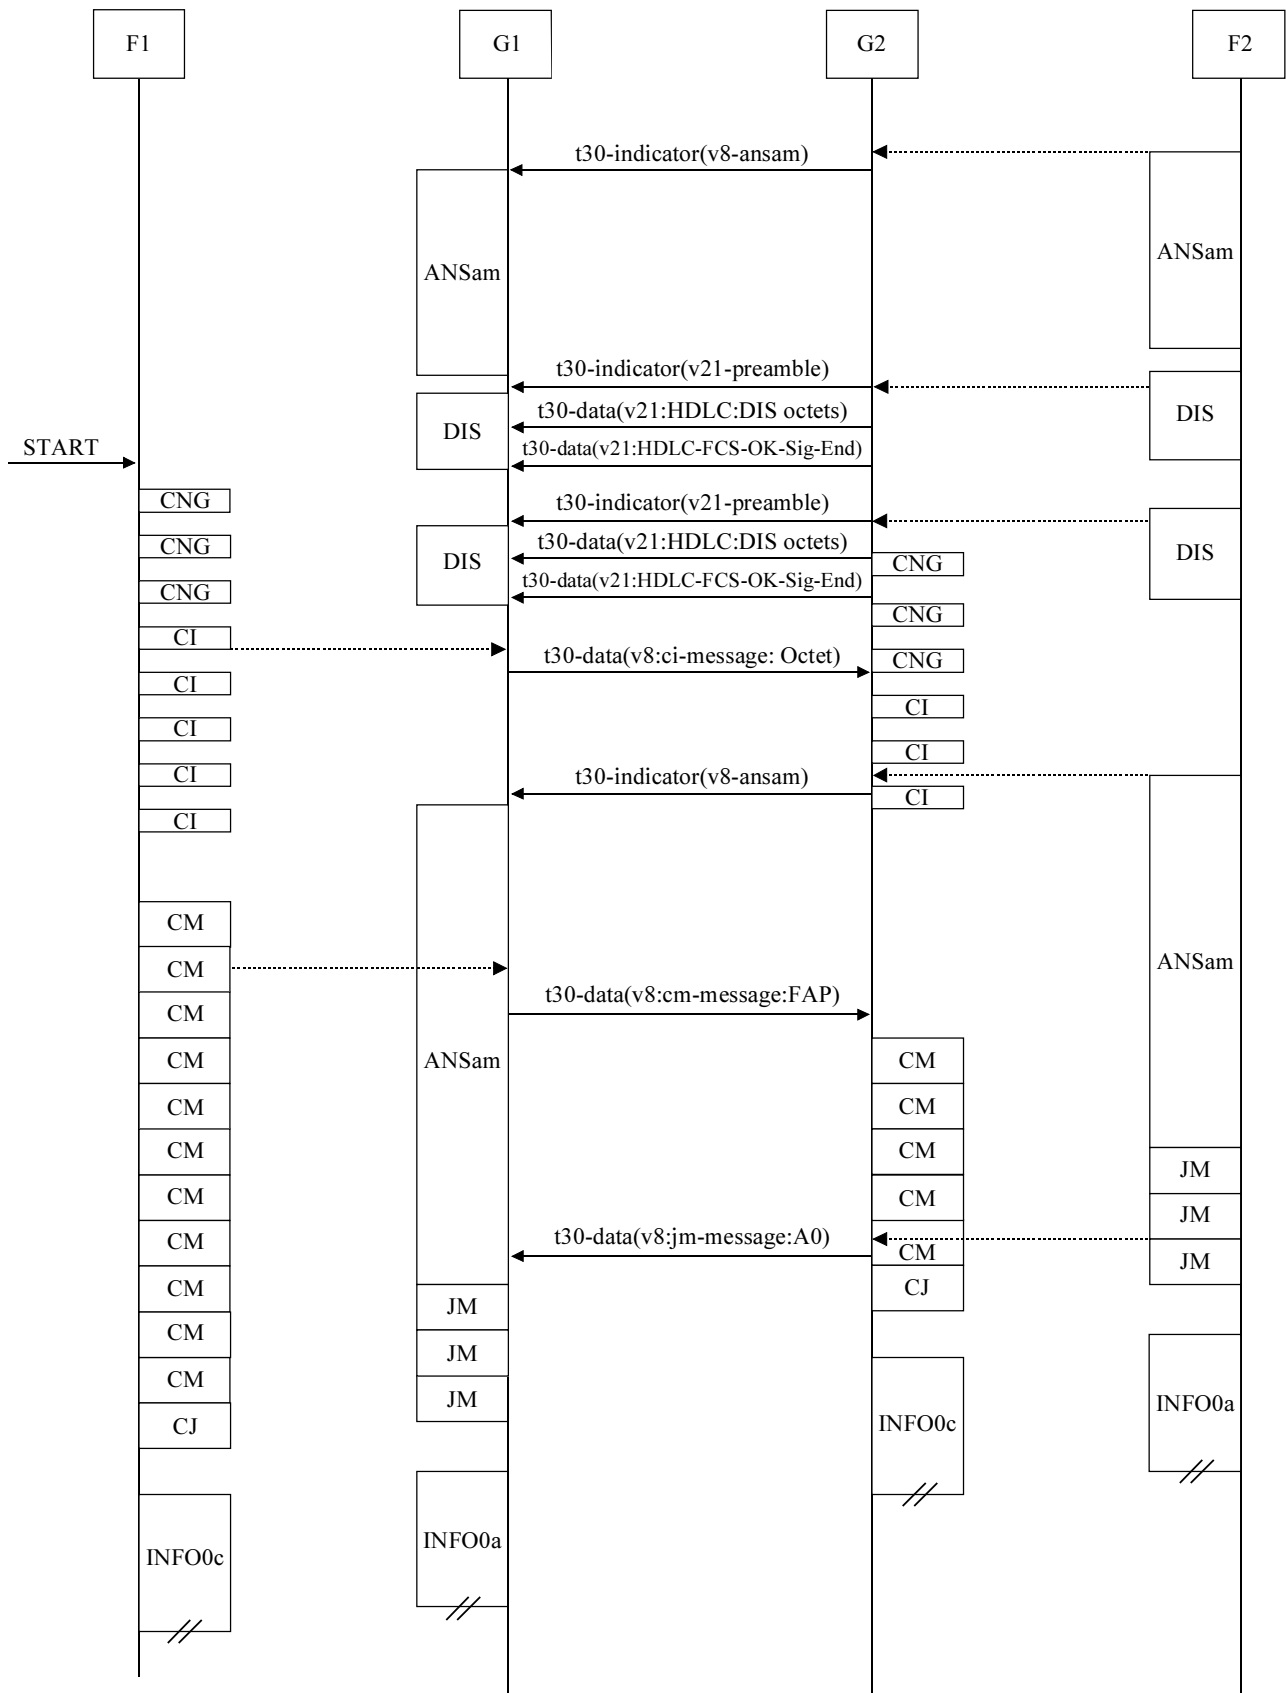 F1 G1 G2 F2
t30-indicator(v8-ansam)
ANSam
ANSam
t30-indicator(v21-preamble)
t30-data(v21:HDLC:DIS octets)
DIS
DIS
START
t30-data(v21:HDLC-FCS-OK-Sig-End)
CNG
t30-indicator(v21-preamble)
CNG
t30-data(v21:HDLC:DIS octets)
DIS
DIS
CNG
t30-data(v21:HDLC-FCS-OK-Sig-End)
CNG
CNG
CI
t30-data(v8:ci-message: Octet)
CNG
CI
CI
CI
CI
CI
t30-indicator(v8-ansam)
CI
CI
CM
CM
ANSam
t30-data(v8:cm-message:FAP)
CM
CM
ANSam
CM
CM
CM
CM
CM
CM
JM
CM
CM
JM
t30-data(v8:jm-message:A0)
CM
CM
JM
CM
CJ
JM
CM
JM
CM
JM
INFO0a
CJ
INFO0c
INFO0a
INFO0c